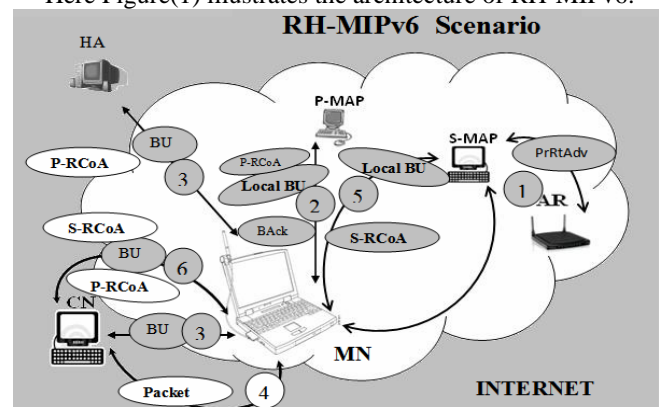 Here Figure(1) illustrates the architecture of RH-MIPv6.
RH-MIPv6 Scenario
HA
P-MAP
S-MAP
BU
P-RCoA
PrRtAdv
P-RCoA
Local BU
Local BU
3
5
1
2
AR
S-RCoA
BAck
S-RCoA
BU
6
P-RCoA
CN
BU
3
MN
Packet
4
INTERNET